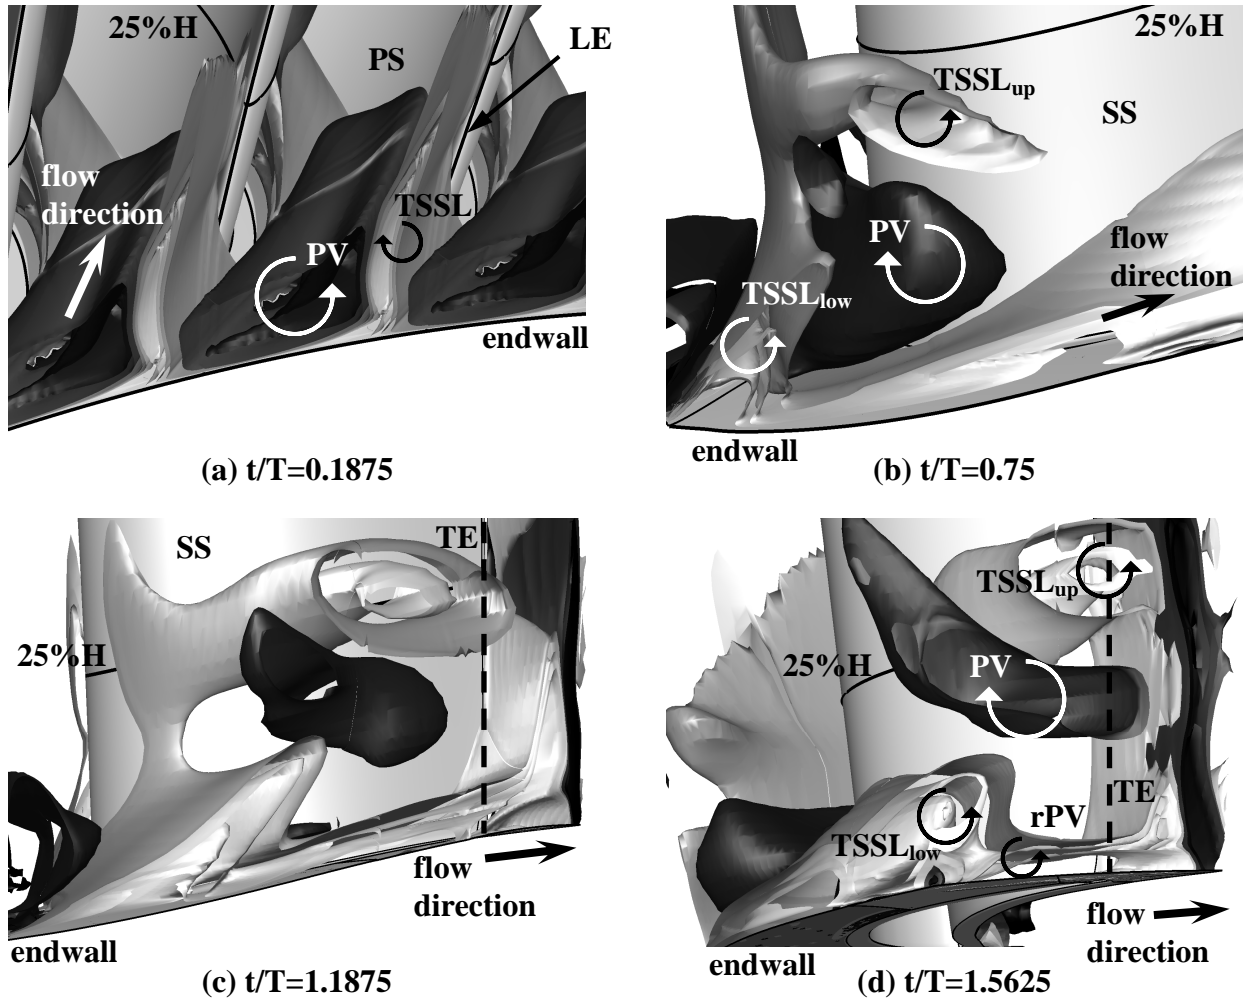 25%H
PS
LE
flow
direction
TSSL
PV
endwall
(a) t/T=0.1875
25%H
TSSLup
SS
PV
flow
direction
TSSLlow
endwall
(b) t/T=0.75
SS
TE
25%H
flow
direction
endwall
(c) t/T=1.1875
TSSLup
25%H
PV
TE
rPV
TSSLlow
flow
direction
endwall
(d) t/T=1.5625